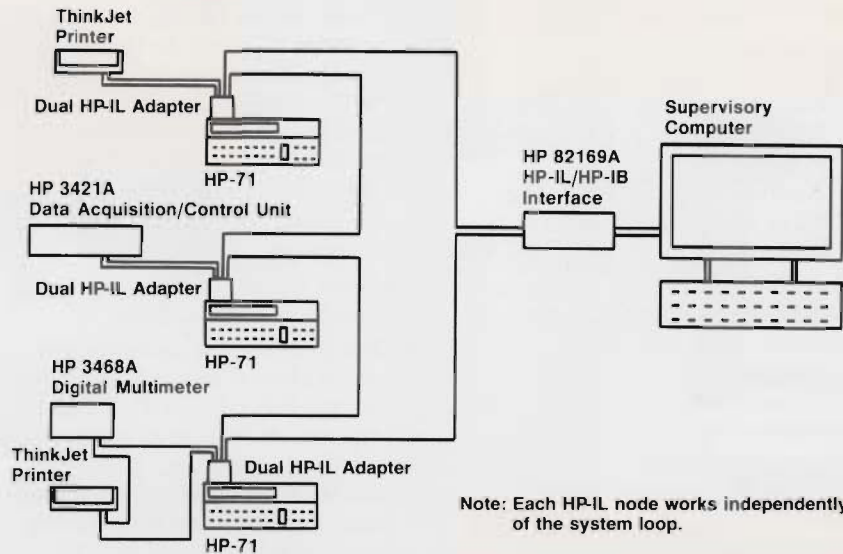 ThinkJet
Printer
Dual HP-IL Adapter
HP-71
HP 3421A
Data Acquisition/Control Unit
Dual HP-IL Adapter
HP-71
HP 3468A
Digital Multimeter
ThinkJet
Printer
Dual HP-IL Adapter
HP-71
HP 82169A
HP-IL/HP-IB
Interface
Supervisory
Computer
Note: Each HP-IL node works independently
of the system loop.